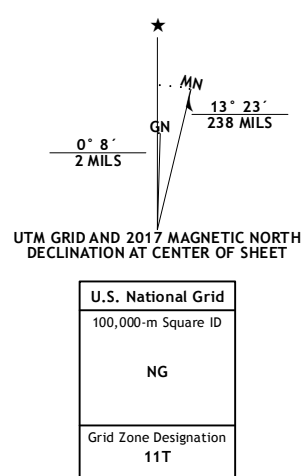 ★
MN
13° 23´
238 MILS
GN
0° 8´
2 MILS
UTM GRID AND 2017 MAGNETIC NORTH
DECLINATION AT CENTER OF SHEET
U.S. National Grid
100,000-m Square ID
NG
Grid Zone Designation
11T